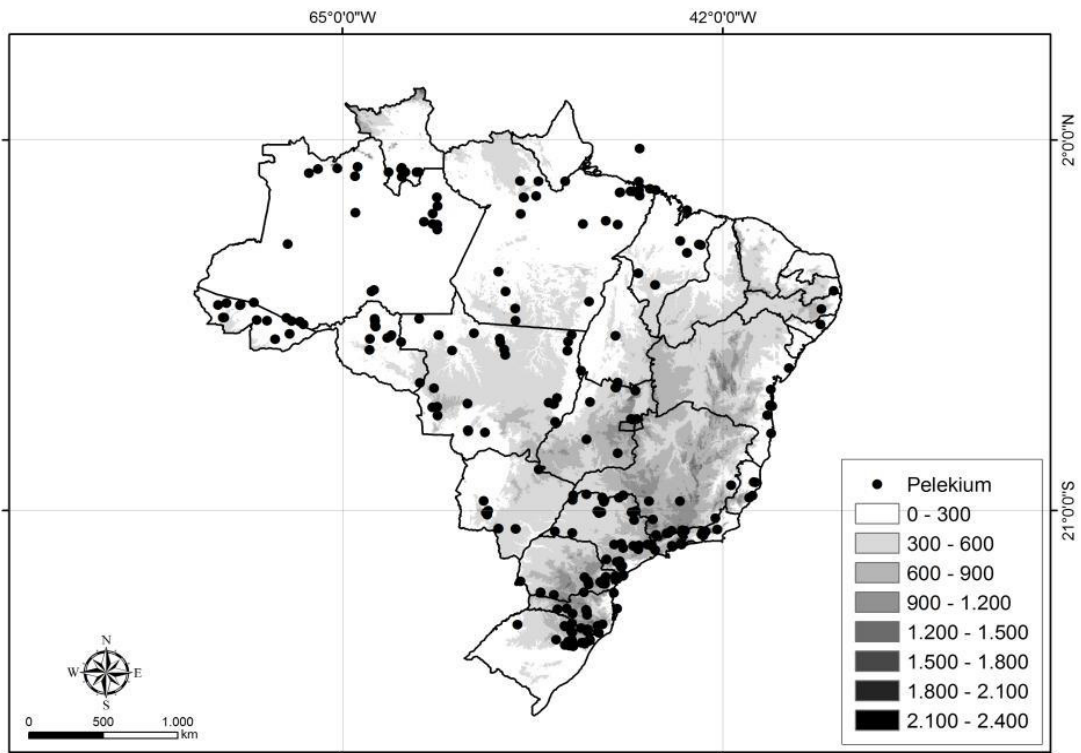 65°0'0"W
42°0'0"W
2°0'0"N
21°0'0"S
Pelekium
0 - 300
300 - 600
600 - 900
900 - 1.200
1.200 - 1.500
1.500 - 1.800
1.800 - 2.100
2.100 - 2.400
N
W E
S
0 500 1.000
km